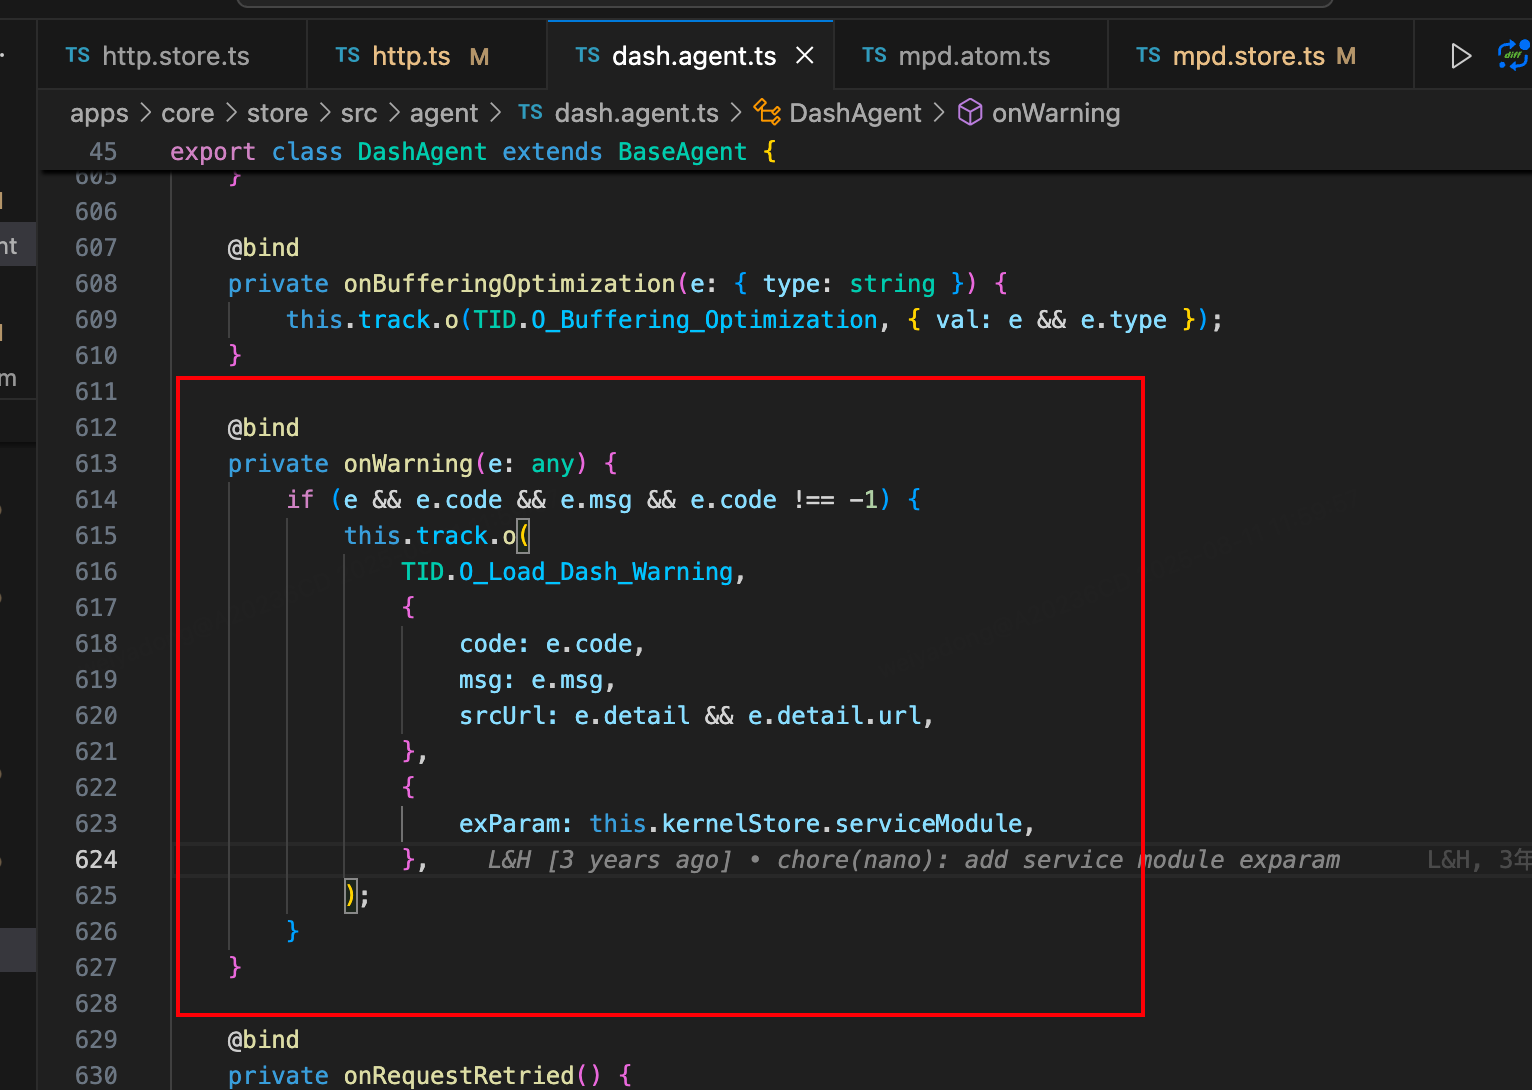 TS http.store.ts TS http.ts M TS dash.agent.ts TS mpd.atom.ts TS mpd.store.ts M diff
apps > core > store > src > agent > TS dash.agent.ts > DashAgent > onWarning
45 export class DashAgent extends BaseAgent {
605 }
606
607 @bind
nt
608 private onBufferingOptimization(e: { type: string }) {
609 this.track.o(TID.O_Buffering_Optimization, { val: e && e.type });
610 }
m
611
612 @bind
613 private onWarning(e: any) {
614 if (e && e.code && e.msg && e.code !== -1) {
615 this.track.o(
616 TID.O_Load_Dash_Warning,
617 {
618 code: e.code,
619 msg: e.msg,
620 srcUrl: e.detail && e.detail.url,
621 },
622 {
623 exParam: this.kernelStore.serviceModule,
624 }, L&H [3 years ago] • chore(nano): add service module exparam L&H, 3年
625 );
626 }
627 }
628
629 @bind
630 private onRequestRetried() {